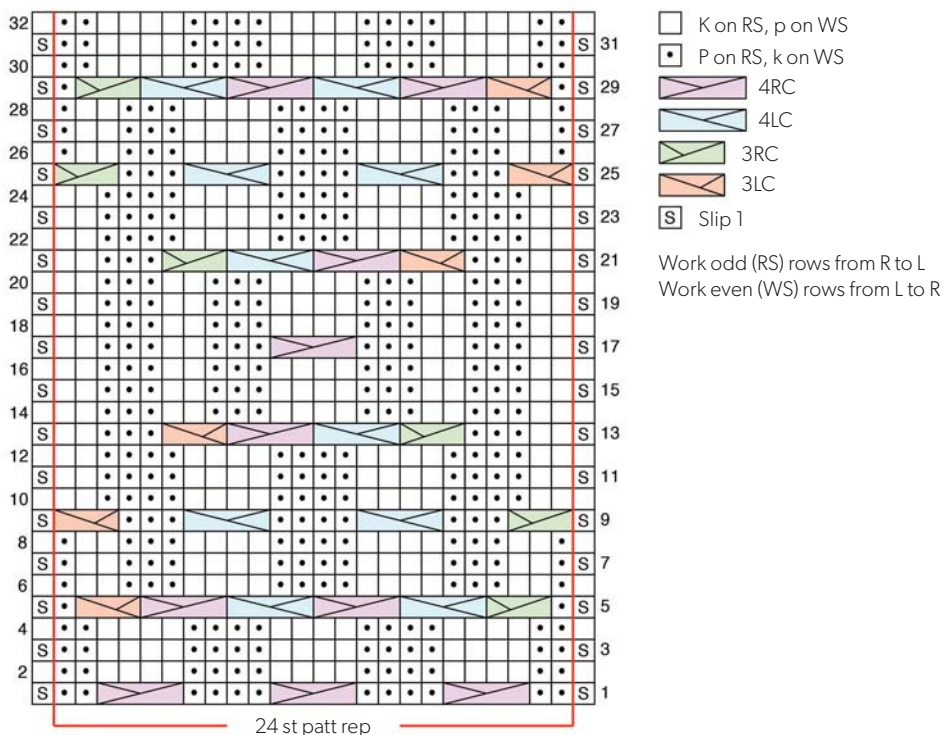 32
S S 31
30
S S 29
28
S S 27
26
S S 25
24
S S 23
22
S S 21
20
S S 19
18
S S 17
16
S S 15
14
S S 13
12
S S 11
10
S S 9
8
S S 7
6
S S 5
4
S S 3
2
S S 1
24 st patt rep
K on RS, p on WS
P on RS, k on WS
4RC
4LC
3RC
3LC
S Slip 1
Work odd (RS) rows from R to L
Work even (WS) rows from L to R